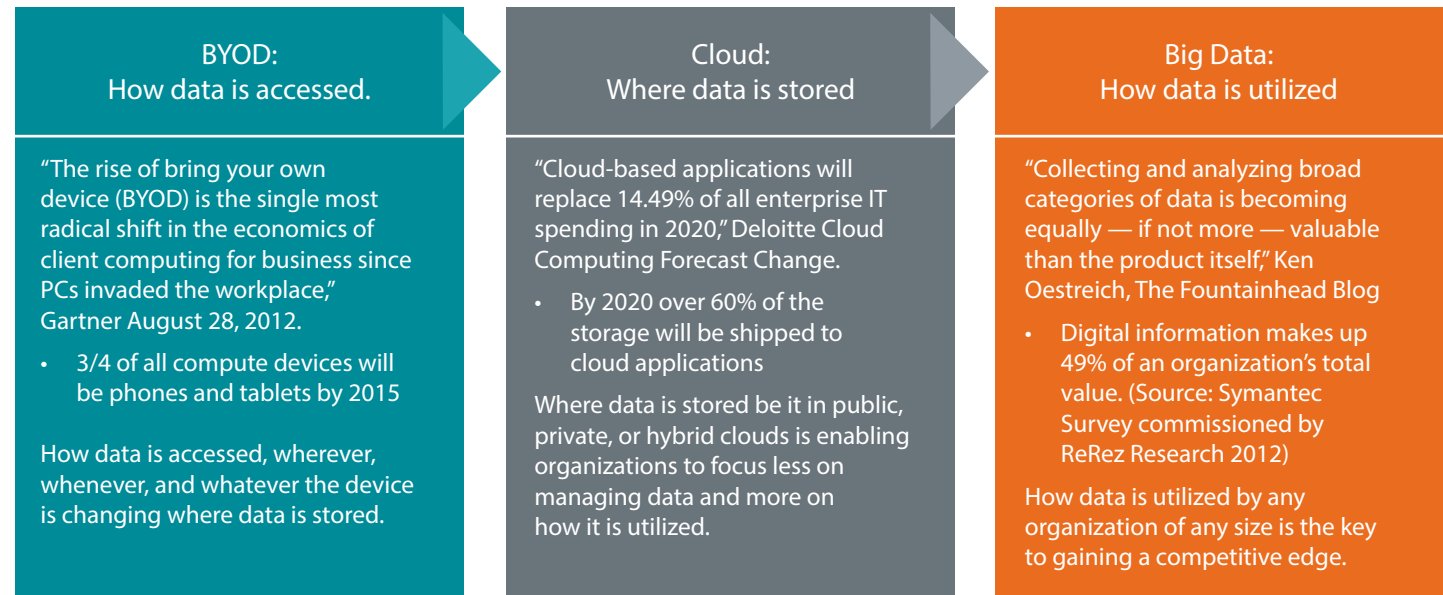 BYOD:
How data is accessed.
“The rise of bring your own
device (BYOD) is the single most
radical shift in the economics of
client computing for business since
PCs invaded the workplace,”
Gartner August 28, 2012.
• 3/4 of all compute devices will
be phones and tablets by 2015
How data is accessed, wherever,
whenever, and whatever the device
is changing where data is stored.
Cloud:
Where data is stored
“Cloud-based applications will
replace 14.49% of all enterprise IT
spending in 2020,” Deloitte Cloud
Computing Forecast Change.
• By 2020 over 60% of the
storage will be shipped to
cloud applications
Where data is stored be it in public,
private, or hybrid clouds is enabling
organizations to focus less on
managing data and more on
how it is utilized.
Big Data:
How data is utilized
“Collecting and analyzing broad
categories of data is becoming
equally — if not more — valuable
than the product itself,” Ken
Oestreich, The Fountainhead Blog
• Digital information makes up
49% of an organization’s total
value. (Source: Symantec
Survey commissioned by
ReRez Research 2012)
How data is utilized by any
organization of any size is the key
to gaining a competitive edge.